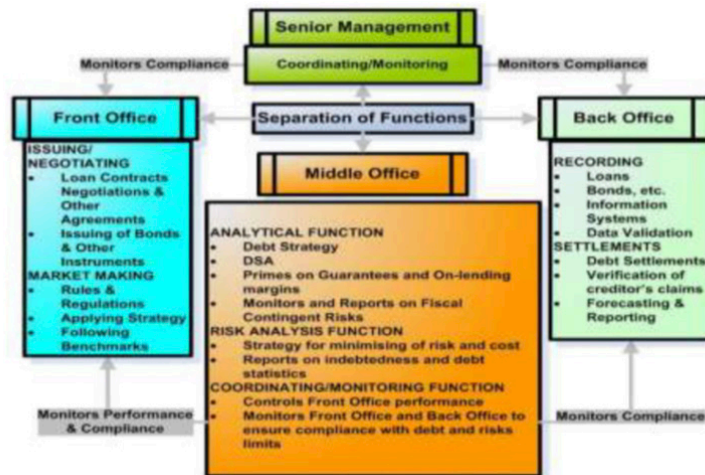 Senior Management
Coordinating/Monitoring
Monitors Compliance
Monitors Compliance
Front Office
Separation of Functions
Back Office
Middle Office
ISSUING/
NEGOTIATING
• Loan Contracts
Negotiations &
Other
Agreements
• Issuing of Bonds
& Other
Instruments
MARKET MAKING
• Rules &
Regulations
• Applying Strategy
• Following
Benchmarks
ANALYTICAL FUNCTION
• Debt Strategy
• DSA
• Primes on Guarantees and On-lending
margins
• Monitors and Reports on Fiscal
Contingent Risks
RISK ANALYSIS FUNCTION
• Strategy for minimising of risk and cost
• Reports on indebtedness and debt
statistics
COORDINATING/MONITORING FUNCTION
• Controls Front Office performance
• Monitors Front Office and Back Office to
ensure compliance with debt and risks
limits
RECORDING
• Loans
• Bonds, etc.
• Information
Systems
• Data Validation
SETTLEMENTS
• Debt Settlements
• Verification of
creditor's claims
• Forecasting &
Reporting
Monitors Performance
& Compliance
Monitors Compliance